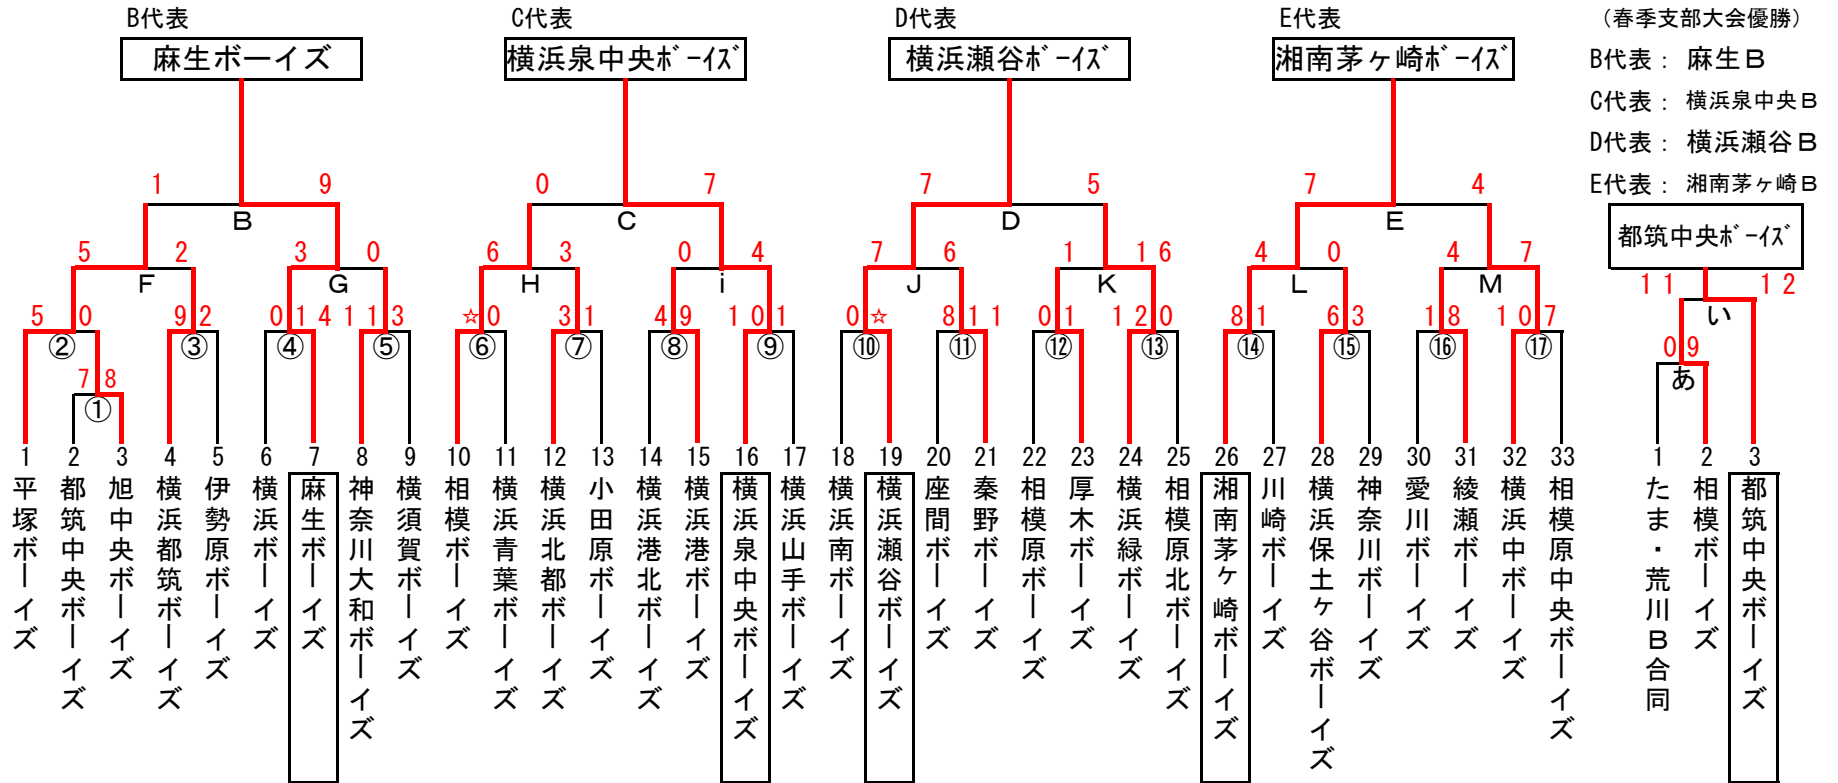 B代表 C代表 D代表 E代表 （春季支部大会優勝）
麻生ボーイズ 横浜泉中央ﾎﾞｰｲｽﾞ 横浜瀬谷ﾎﾞｰｲｽﾞ 湘南茅ヶ崎ﾎﾞｰｲｽﾞ
B代表： 麻生Ｂ
C代表： 横浜泉中央Ｂ
D代表： 横浜瀬谷Ｂ
E代表： 湘南茅ヶ崎Ｂ
1 9 0 7 7 5 7 4
B C D E
都筑中央ﾎﾞｰｲｽﾞ
5 2 3 0 6 3 0 4 7 6 1 16 4 0 4 7 11 12
F G H i J K L M い
5 0 9 2 0 14 11 3 ☆ 0 3 1 4 9 10 1 0 ☆ 8 11 0 1 12 0 8 1 6 3 1 8 10 7 0 9
② ③ ④ ⑤ ⑥ ⑦ ⑧ ⑨ ⑩ ⑪ ⑫ ⑬ ⑭ ⑮ ⑯ ⑰ あ
7 8
①
1 2 3 4 5 6 7 8 9 10 11 12 13 14 15 16 17 18 19 20 21 22 23 24 25 26 27 28 29 30 31 32 33 1 2 3
平塚ボーイズ
都筑中央ボーイズ
旭中央ボーイズ
横浜都筑ボーイズ
伊勢原ボーイズ
横浜ボーイズ
麻生ボーイズ
神奈川大和ボーイズ
横須賀ボーイズ
相模ボーイズ
横浜青葉ボーイズ
横浜北都ボーイズ
小田原ボーイズ
横浜港北ボーイズ
横浜港ボーイズ
横浜泉中央ボーイズ
横浜山手ボーイズ
横浜南ボーイズ
横浜瀬谷ボーイズ
座間ボーイズ
秦野ボーイズ
相模原ボーイズ
厚木ボーイズ
横浜緑ボーイズ
相模原北ボーイズ
湘南茅ヶ崎ボーイズ
川崎ボーイズ
横浜保土ヶ谷ボーイズ
神奈川ボーイズ
愛川ボーイズ
綾瀬ボーイズ
横浜中ボーイズ
相模原中央ボーイズ
たま・荒川Ｂ合同
相模ボーイズ
都筑中央ボーイズ